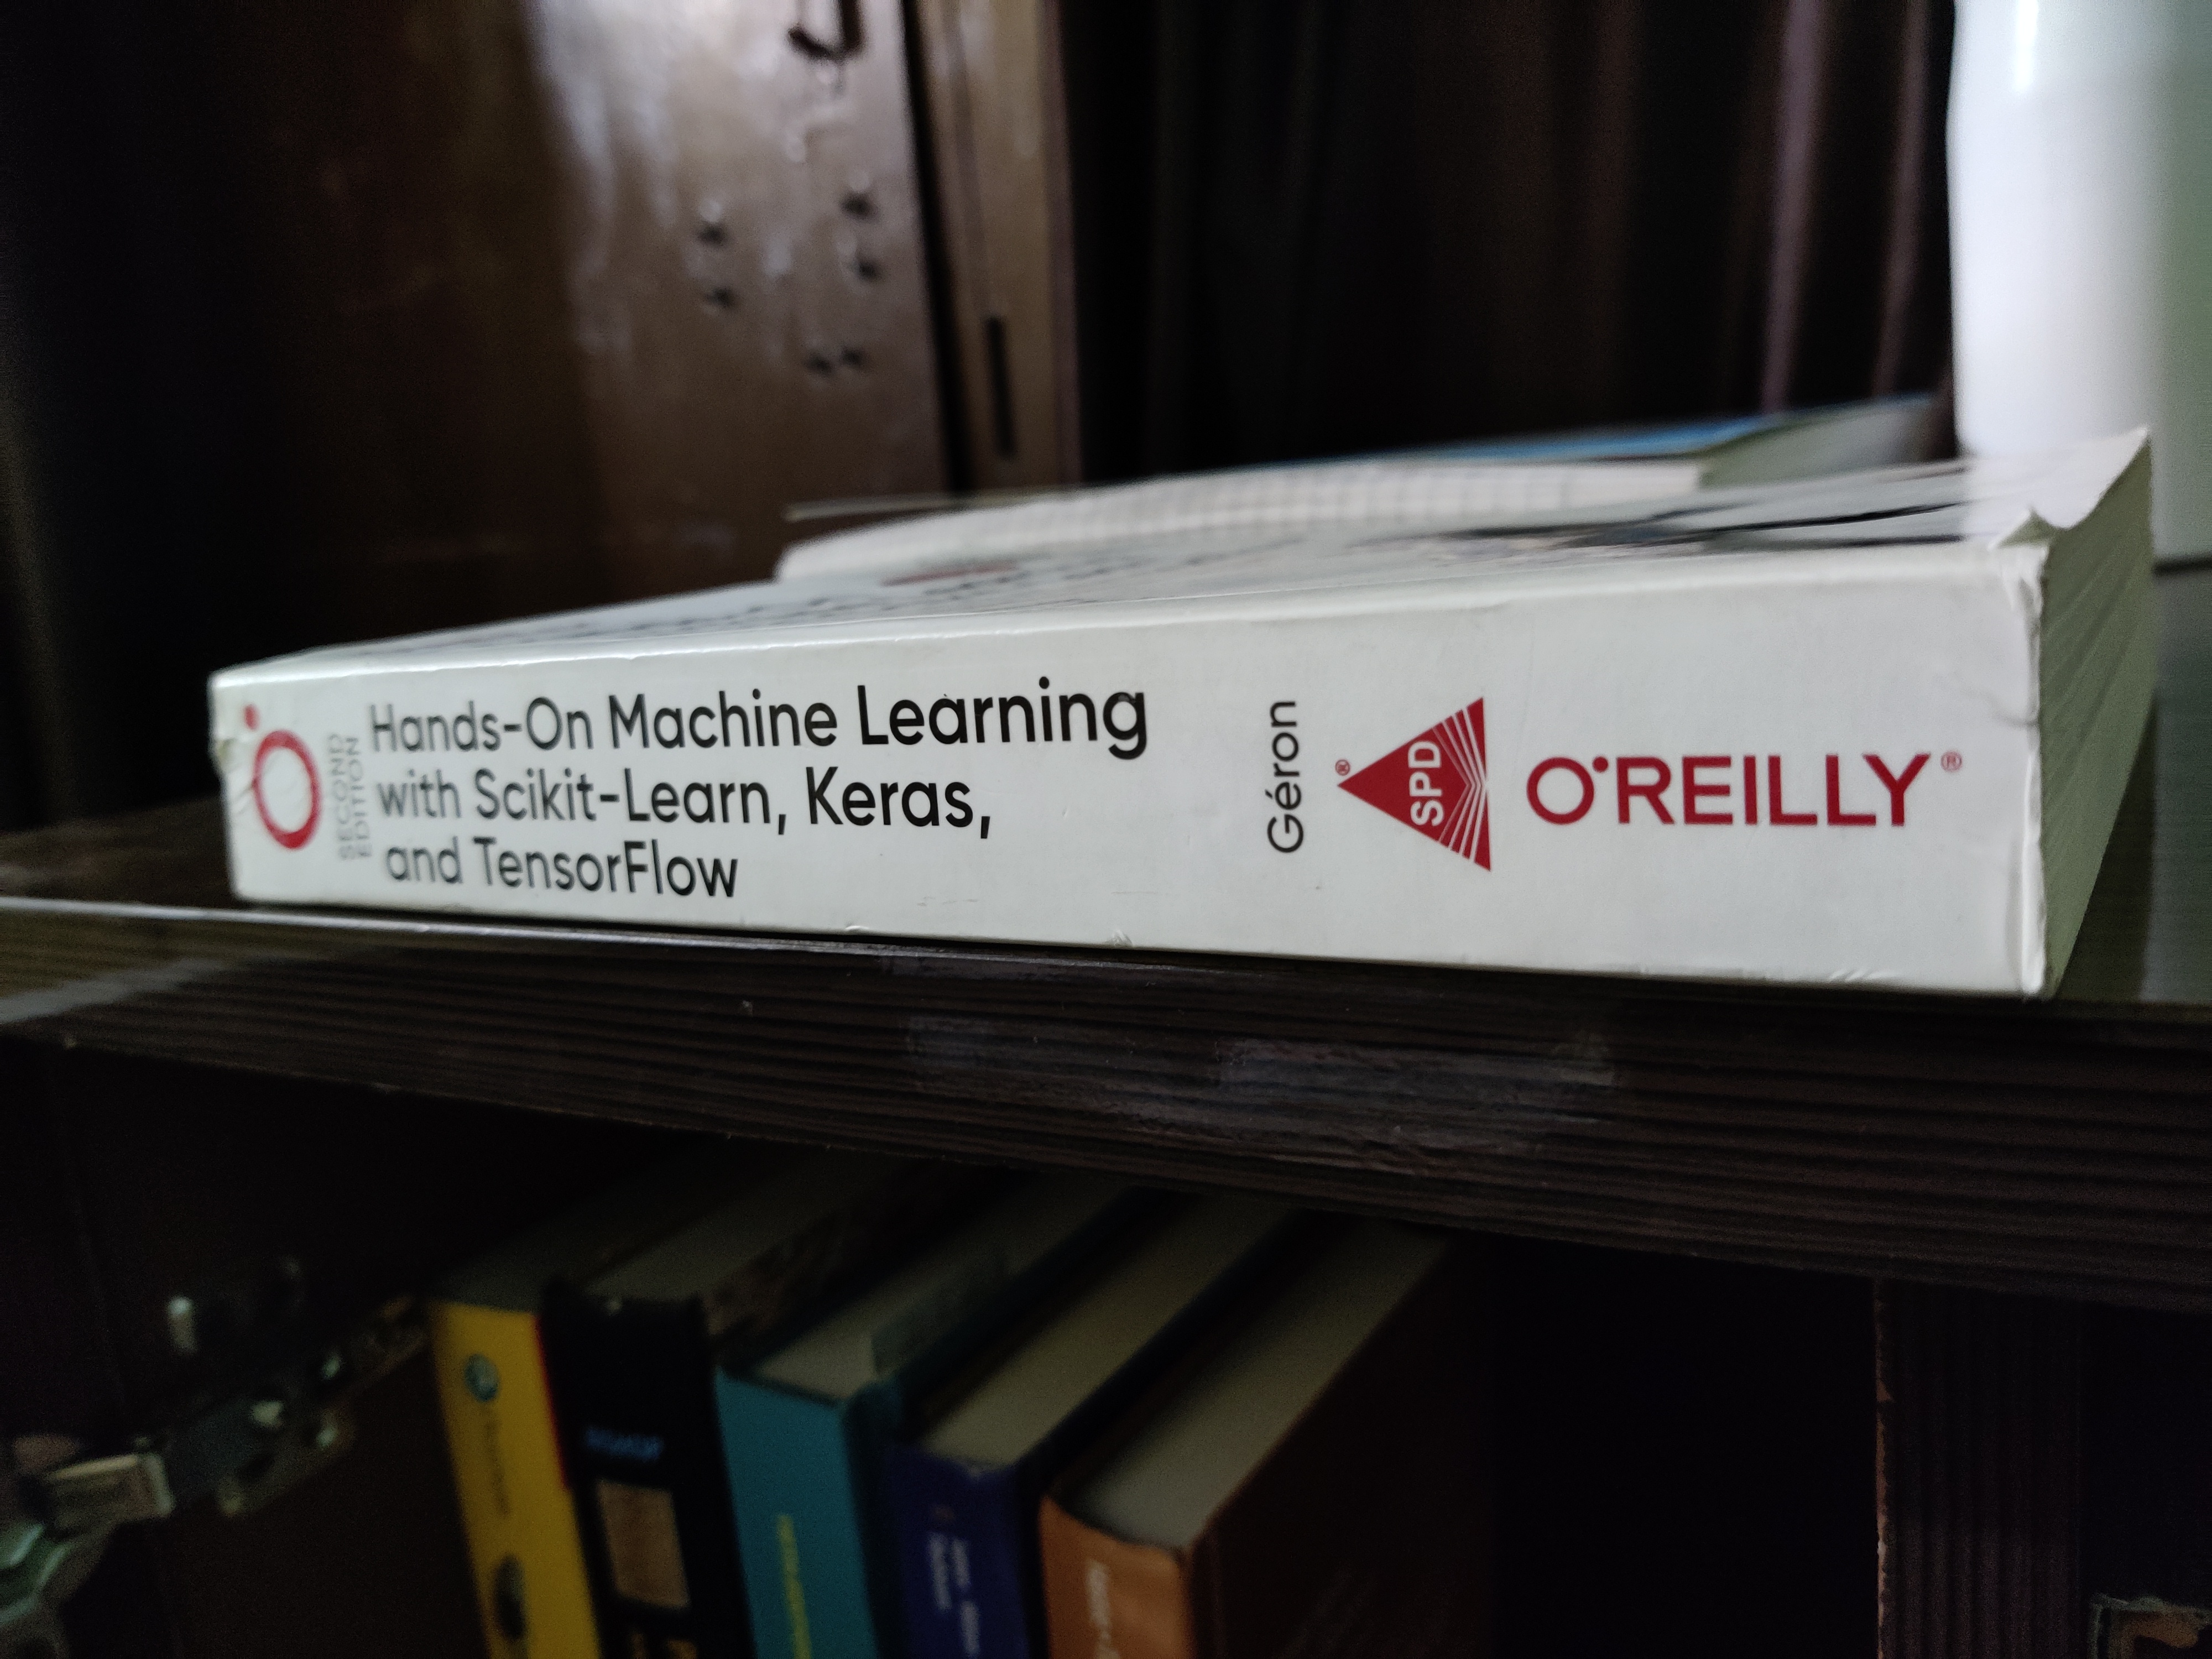 SECOND
EDITION
Hands-On Machine Learning
with Scikit-Learn, Keras,
and TensorFlow
Géron
SPD®
O'REILLY®